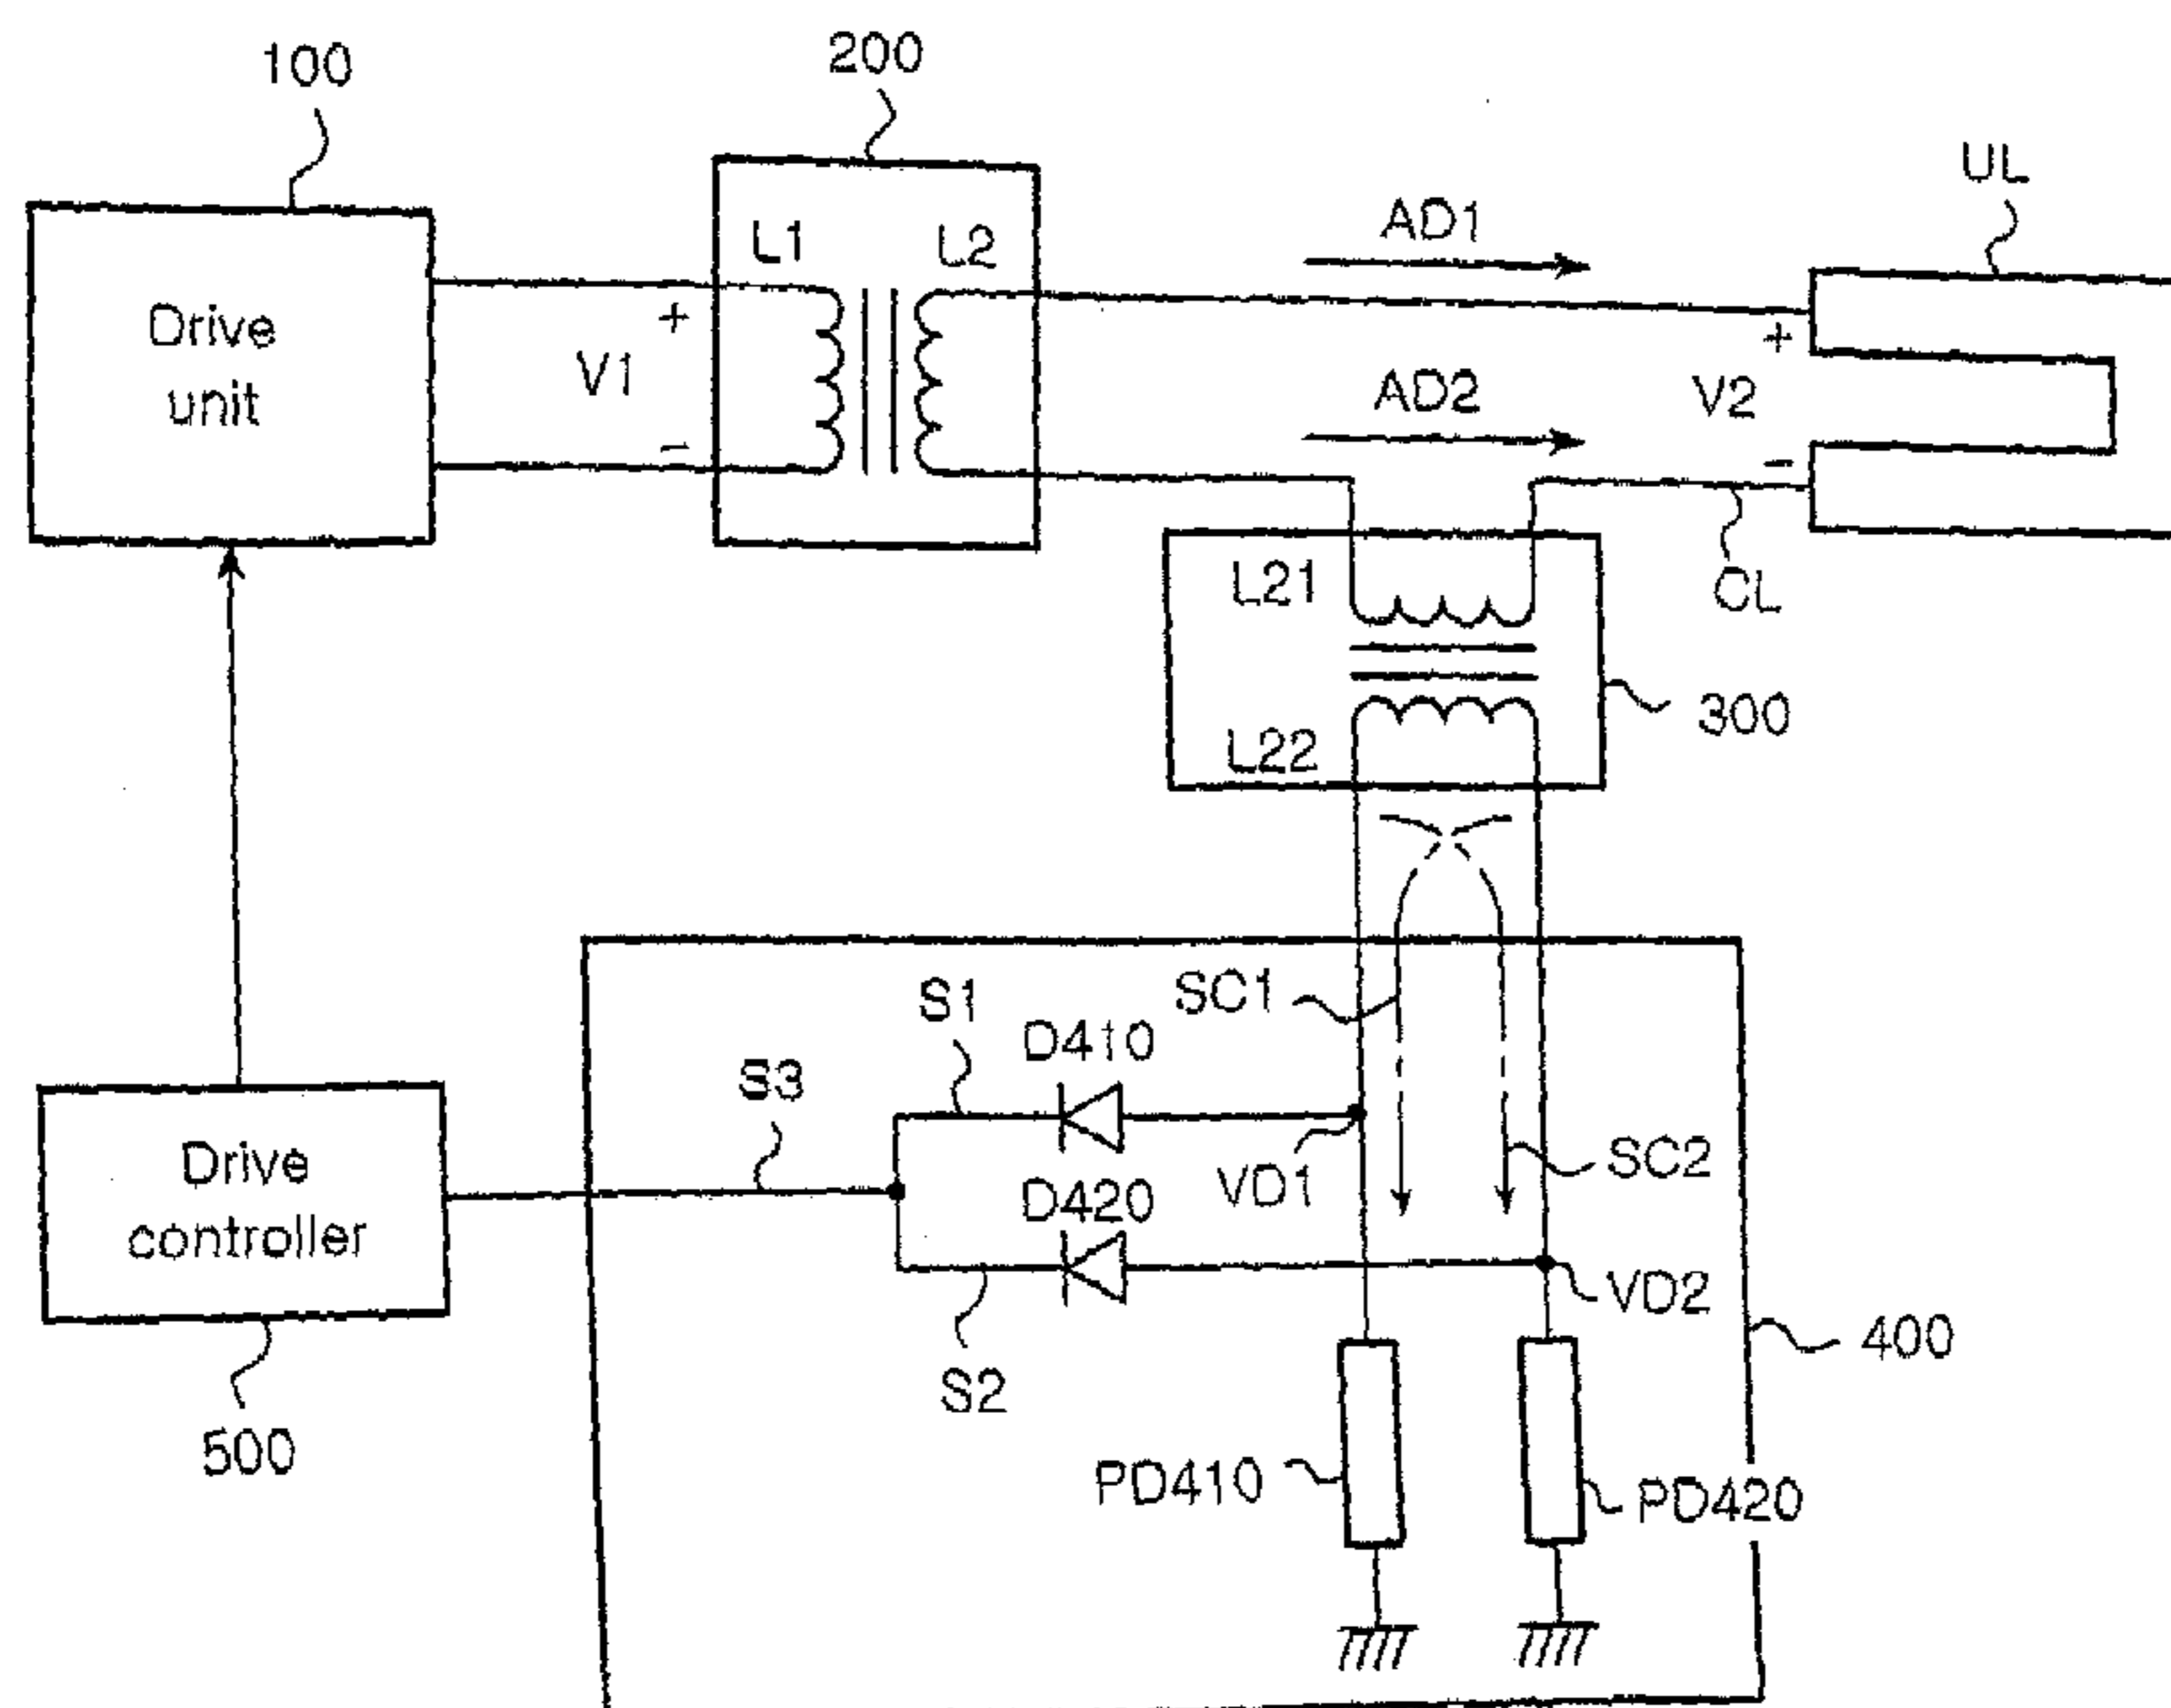 100
200
UL
AD1
L1
L2
Drive
unit
+
V1
−
+
AD2
V2
−
L21
CL
300
L22
SC1
S1
D410
S3
Drive
controller
SC2
VD1
D420
VD2
400
S2
500
PD410
PD420